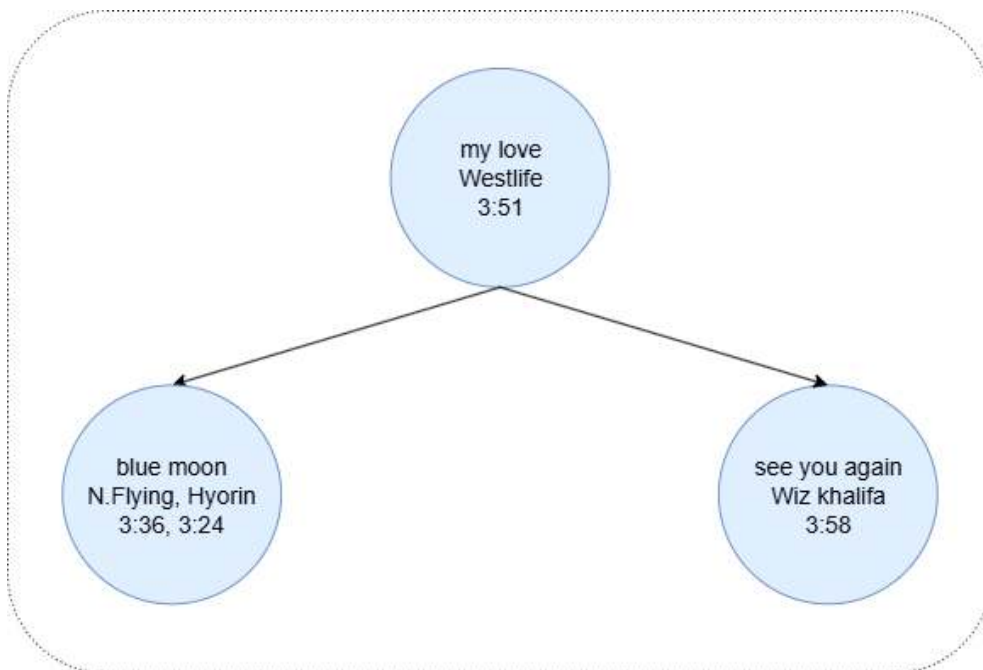 my love
Westlife
3:51
blue moon
N.Flying, Hyorin
3:36, 3:24
see you again
Wiz khalifa
3:58